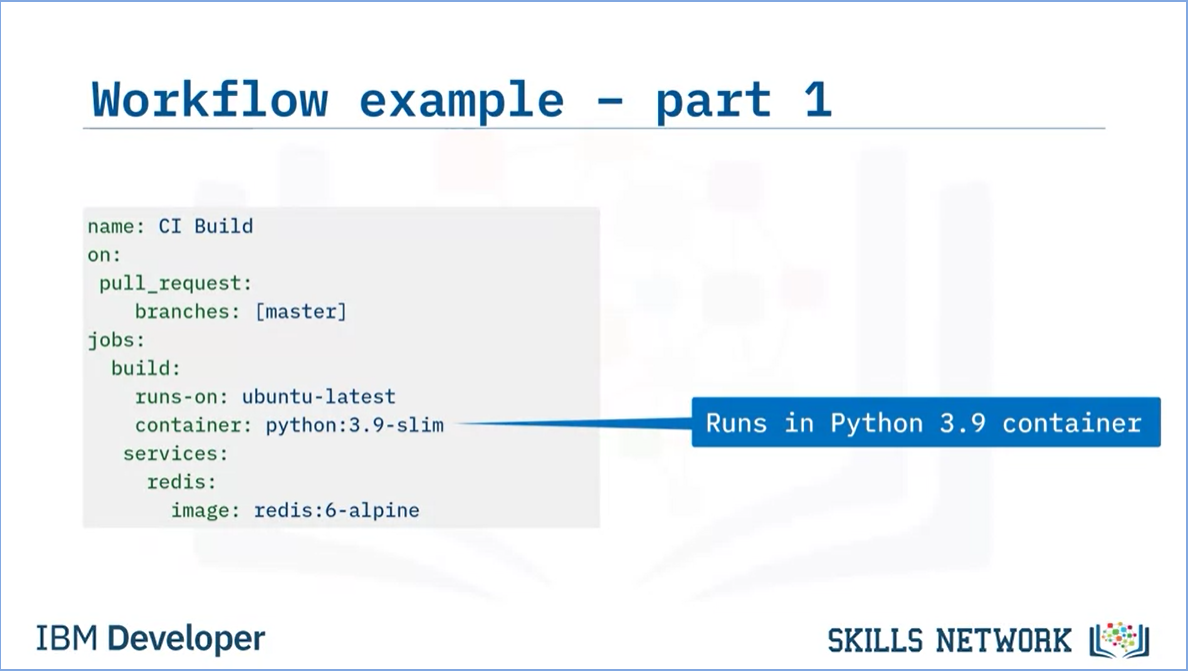 Workflow example – part 1
name: CI Build
on:
 pull_request:
    branches: [master]
jobs:
  build:
    runs-on: ubuntu-latest
    container: python:3.9-slim
   services:
     redis:
       image: redis:6-alpine
Runs in Python 3.9 container
IBM Developer
SKILLS NETWORK